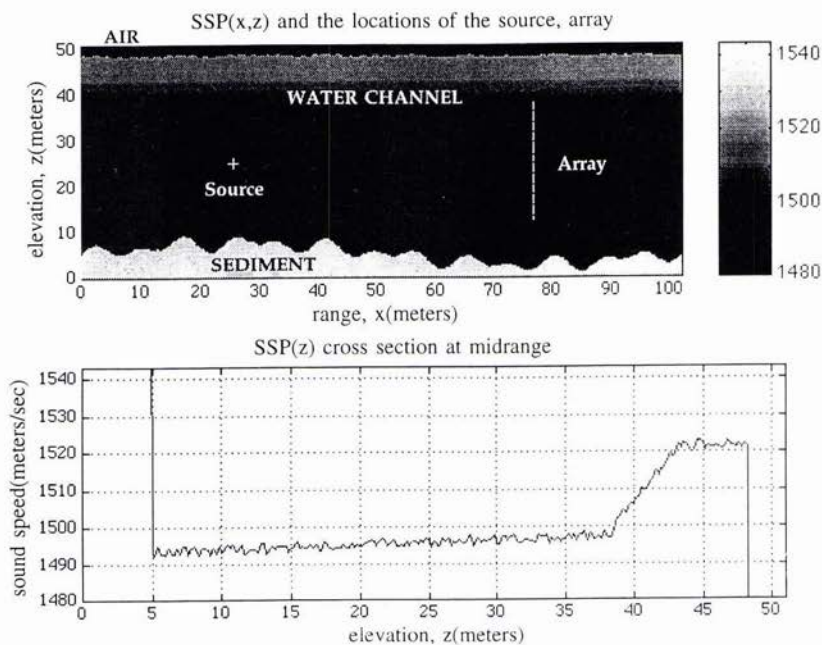 SSP(x,z) and the locations of the source, array
AIR
50
40
30
20
10
0
elevation, z(meters)
WATER CHANNEL
+
Source
Array
SEDIMENT
0 10 20 30 40 50 60 70 80 90 100
range, x(meters)
1540
1520
1500
1480
SSP(z) cross section at midrange
1540
1530
1520
1510
1500
1490
1480
sound speed(meters/sec)
0 5 10 15 20 25 30 35 40 45 50
elevation, z(meters)